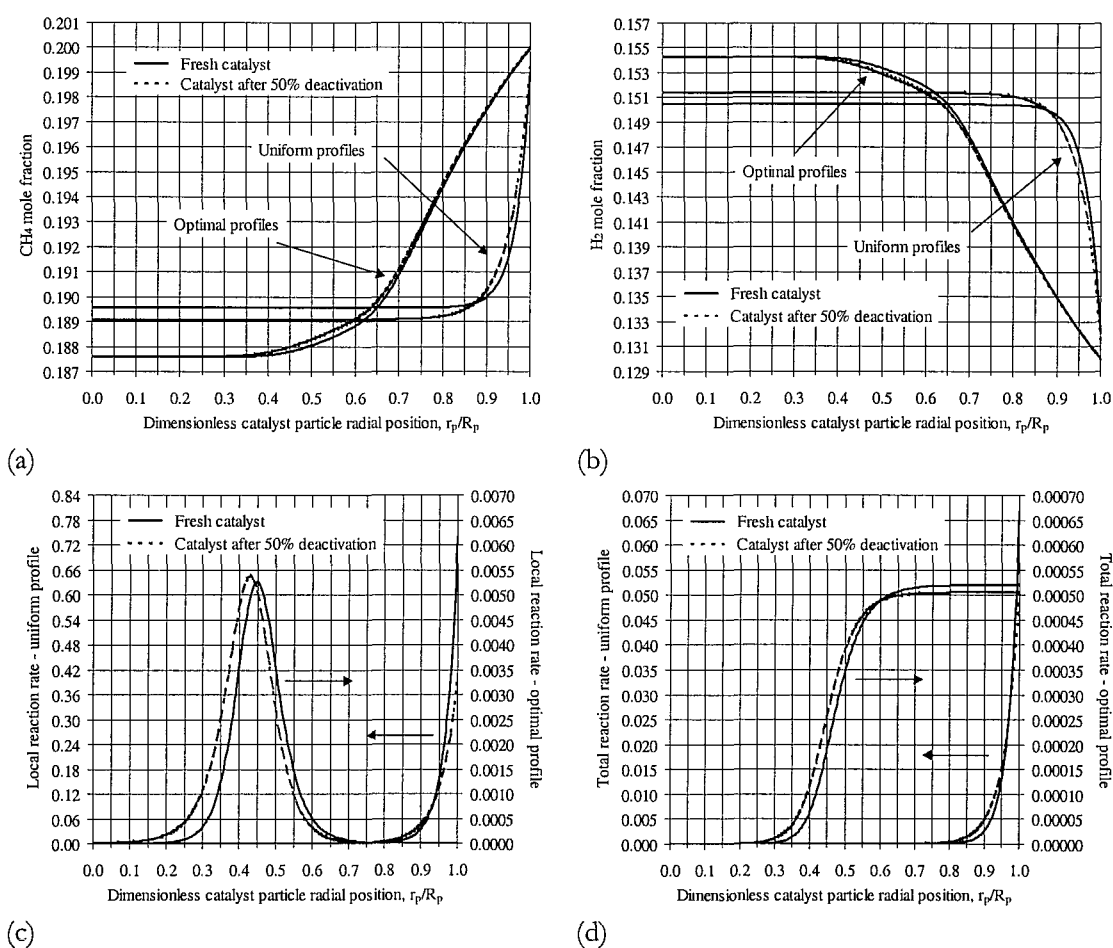 0.201
0.200
0.199
0.198
0.197
0.196
0.195
0.193
0.192
0.191
0.190
0.189
0.188
0.187
CH4 mole fraction
Fresh catalyst
Catalyst after 50% deactivation
Uniform profiles
Optimal profiles
0.0 0.1 0.2 0.3 0.4 0.5 0.6 0.7 0.8 0.9 1.0
Dimensionless catalyst particle radial position, rp/Rp
(a)
0.157
0.155
0.153
0.151
0.149
0.147
0.145
0.143
0.141
0.139
0.137
0.135
0.133
0.131
0.129
H2 mole fraction
Optimal profiles
Uniform profiles
Fresh catalyst
Catalyst after 50% deactivation
0.0 0.1 0.2 0.3 0.4 0.5 0.6 0.7 0.8 0.9 1.0
Dimensionless catalyst particle radial position, rp/Rp
(b)
0.84
0.78
0.72
0.66
0.60
0.54
0.48
0.42
0.36
0.30
0.24
0.18
0.12
0.06
0.00
Local reaction rate - uniform profile
Fresh catalyst
Catalyst after 50% deactivation
0.0070
0.0065
0.0060
0.0055
0.0050
0.0045
0.0040
0.0035
0.0030
0.0025
0.0020
0.0015
0.0010
0.0005
0.0000
Local reaction rate - optimal profile
0.0 0.1 0.2 0.3 0.4 0.5 0.6 0.7 0.8 0.9 1.0
Dimensionless catalyst particle radial position, rp/Rp
(c)
0.070
0.065
0.060
0.055
0.050
0.045
0.040
0.035
0.030
0.025
0.020
0.015
0.010
0.005
0.000
Total reaction rate - uniform profile
Fresh catalyst
Catalyst after 50% deactivation
0.00070
0.00065
0.00060
0.00055
0.00050
0.00045
0.00040
0.00035
0.00030
0.00025
0.00020
0.00015
0.00010
0.00005
0.00000
Total reaction rate - optimal profile
0.0 0.1 0.2 0.3 0.4 0.5 0.6 0.7 0.8 0.9 1.0
Dimensionless catalyst particle radial position, rp/Rp
(d)